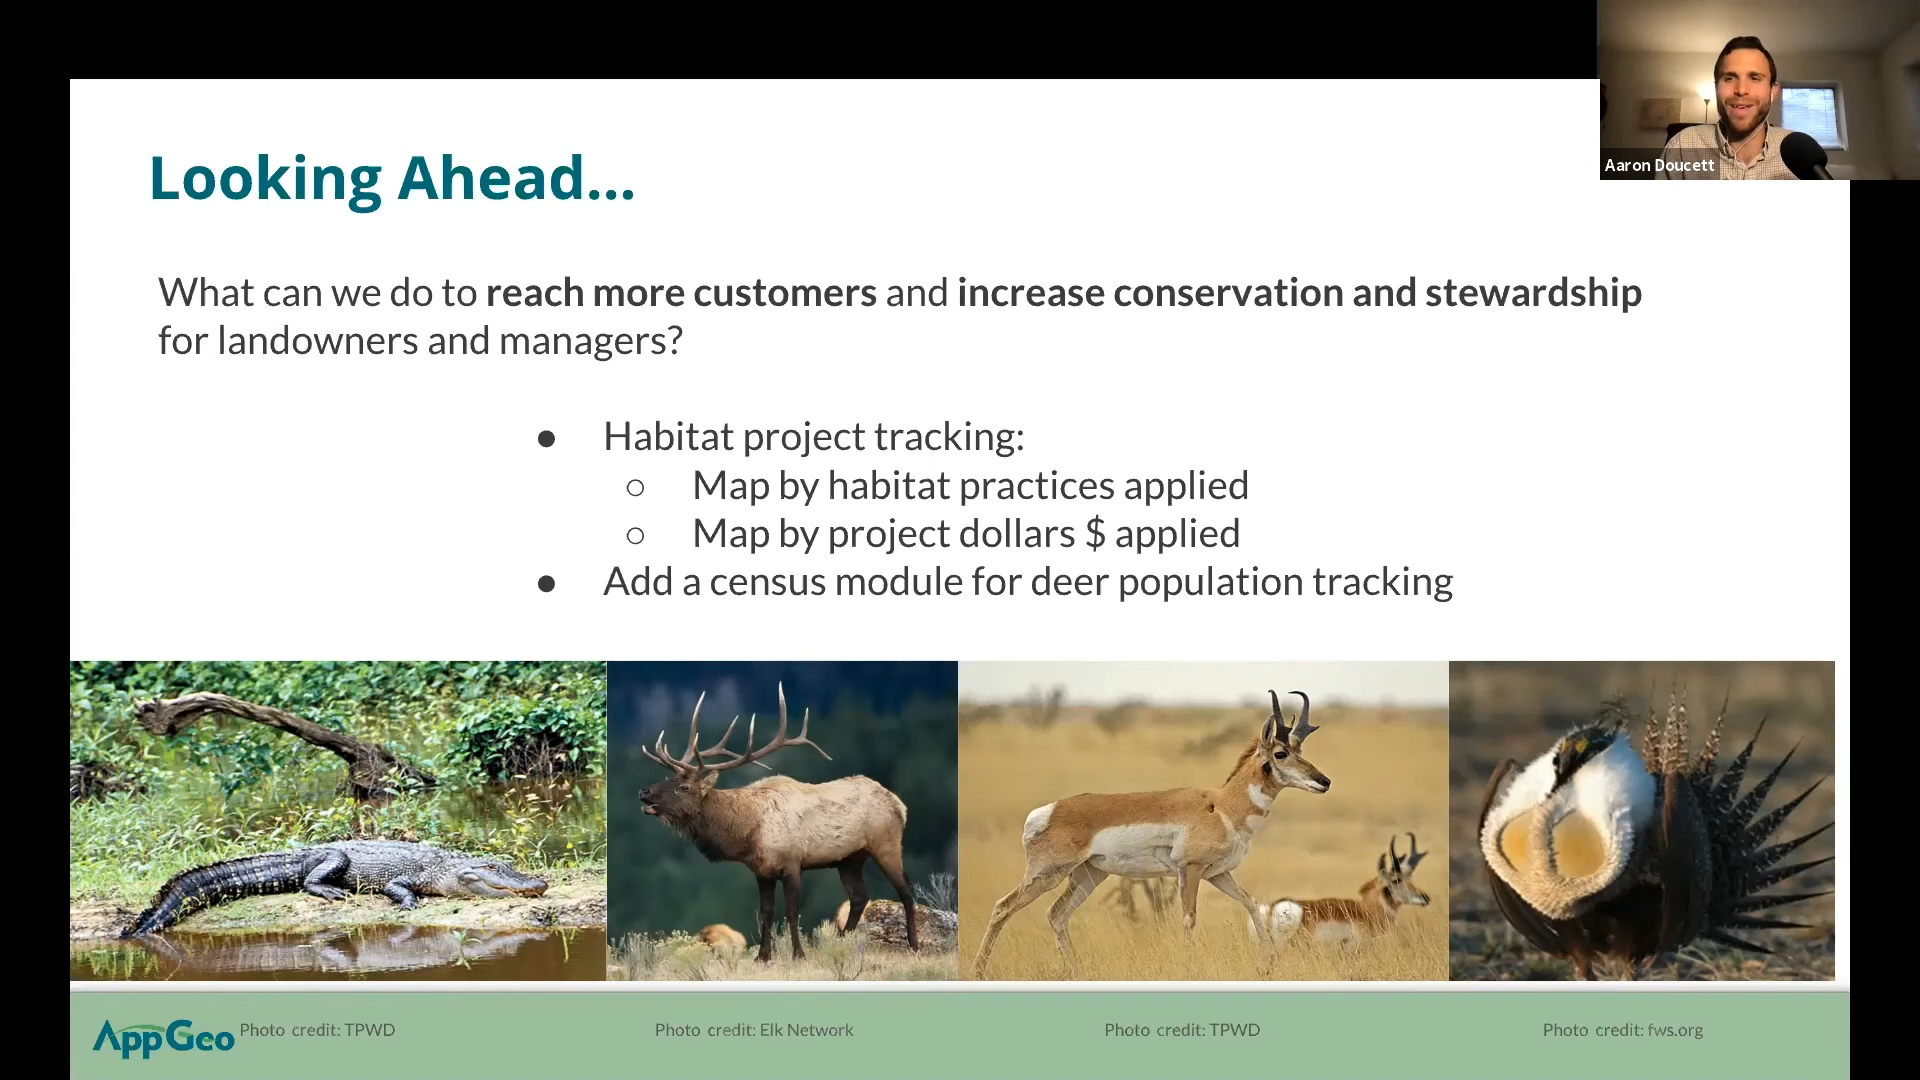 Aaron Doucett
Looking Ahead...
What can we do to reach more customers and increase conservation and stewardship
for landowners and managers?
● Habitat project tracking:
○ Map by habitat practices applied
○ Map by project dollars $ applied
● Add a census module for deer population tracking
AppGeo
Photo credit: TPWD
Photo credit: Elk Network
Photo credit: TPWD
Photo credit: fws.org